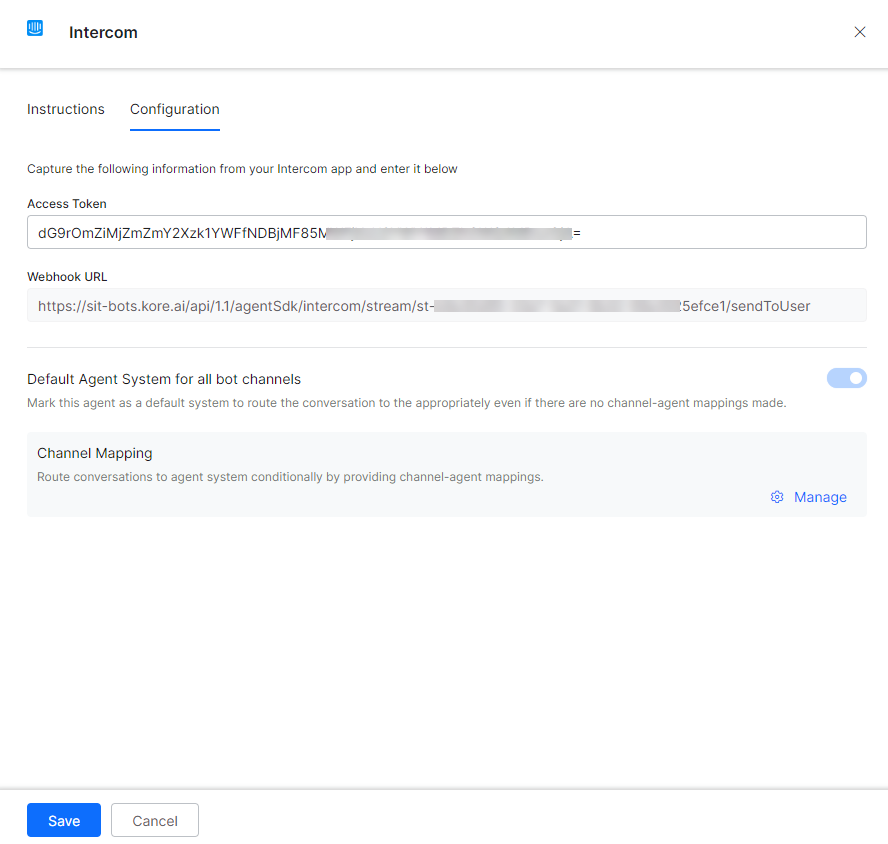 Intercom
Instructions
Configuration
Capture the following information from your Intercom app and enter it below
Access Token
dG9rOmZiMjZmZmY2Xzk1YWFfNDBjMF85M =
Webhook URL
https://sit-bots.kore.ai/api/1.1/agentSdk/intercom/stream/st- 25efce1/sendToUser
Default Agent System for all bot channels
Mark this agent as a default system to route the conversation to the appropriately even if there are no channel-agent mappings made.
Channel Mapping
Route conversations to agent system conditionally by providing channel-agent mappings.
Manage
Save
Cancel